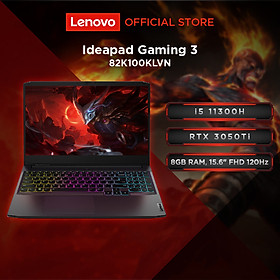 Lenovo OFFICIAL STORE
Ideapad Gaming 3
82K100KLVN
i5 11300H
RTX 3050Ti
8GB RAM, 15.6" FHD 120Hz